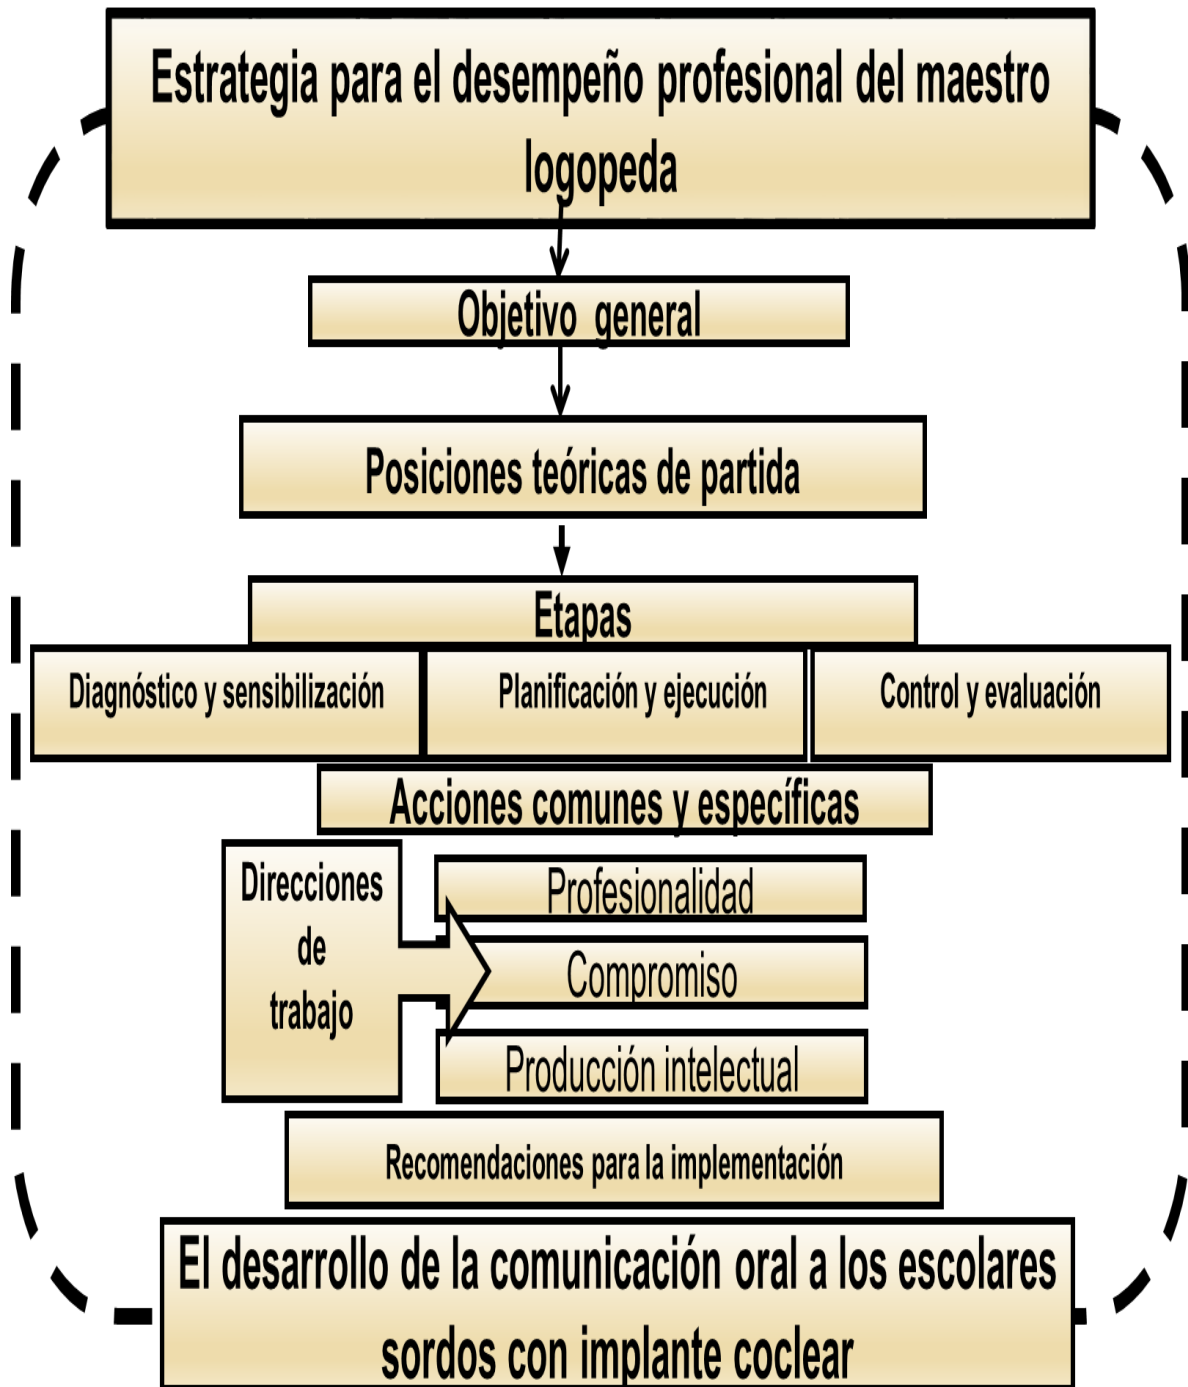 Estrategia para el desempeño profesional del maestro
logopeda
Objetivo general
Posiciones teóricas de partida
Etapas
Diagnóstico y sensibilización
Planificación y ejecución
Control y evaluación
Acciones comunes y específicas
Direcciones
de
trabajo
Profesionalidad
Compromiso
Producción intelectual
Recomendaciones para la implementación
El desarrollo de la comunicación oral a los escolares
sordos con implante coclear